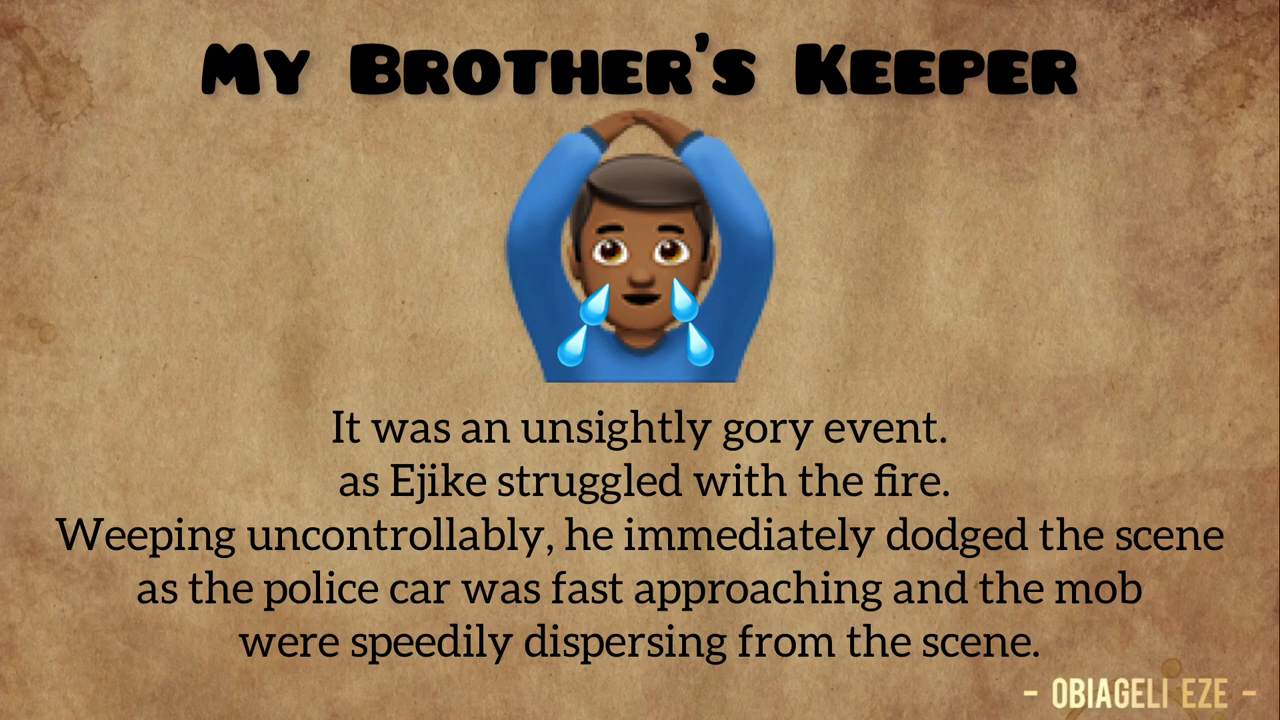 My Brother's Keeper
It was an unsightly gory event.
as Ejike struggled with the fire.
Weeping uncontrollably, he immediately dodged the scene
as the police car was fast approaching and the mob
were speedily dispersing from the scene.
- OBIAGELI EZE -